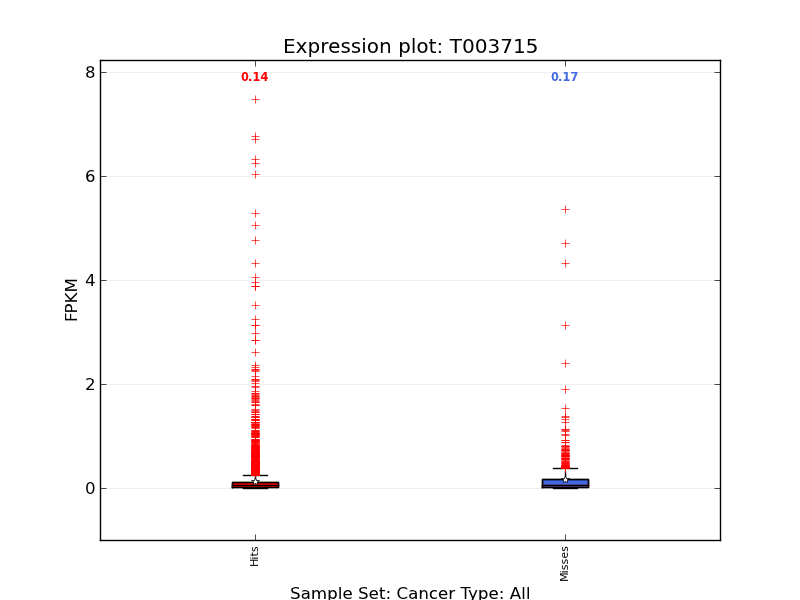 Expression plot: T003715
0.14
0.17
8
6
4
2
0
FPKM
Hits
Misses
Sample Set: Cancer Type: All